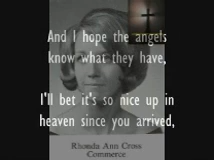 And I hope the angels
know what they have,
I'll bet it's so nice up in
heaven since you arrived,
Rhonda Ann Cross
Commerce